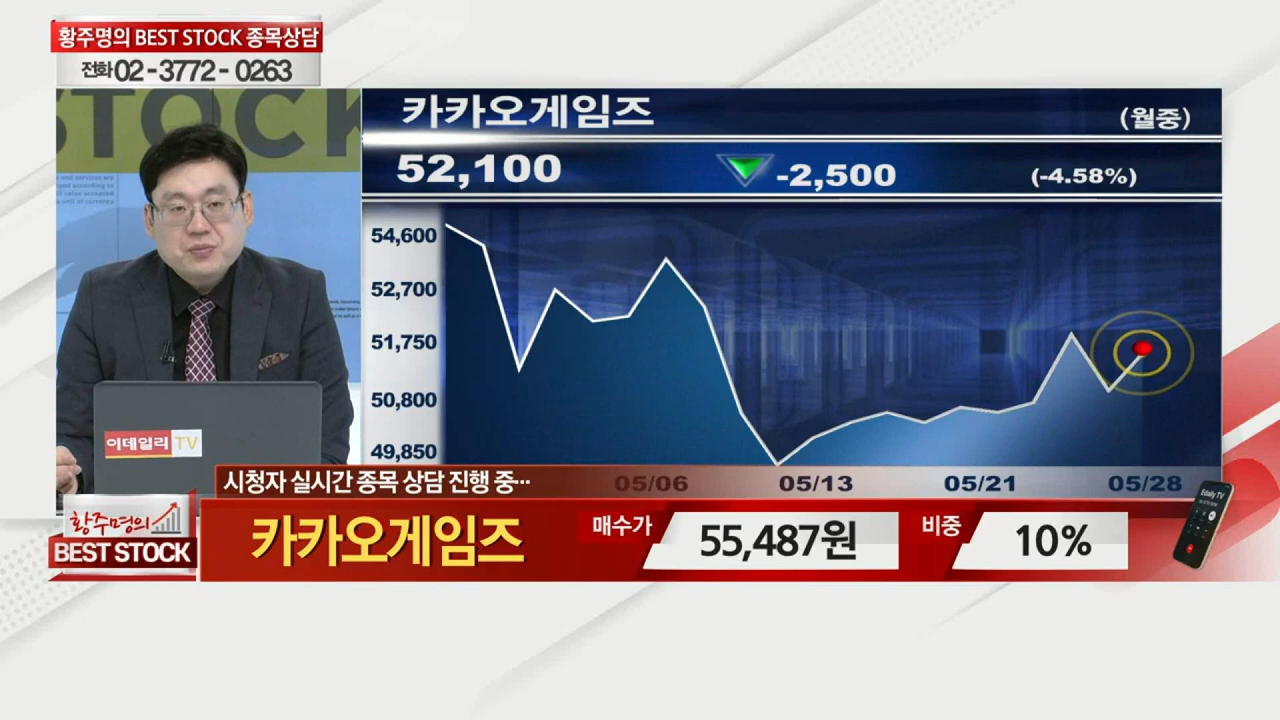 황주명의 BEST STOCK 종목상담
전화 02-3772-0263
STOCK
카카오게임즈
(월중)
52,100
-2,500
(-4.58%)
54,600
52,700
51,750
50,800
49,850
05/06
05/13
05/21
05/28
이데일리 TV
시청자 실시간 종목 상담 진행 중...
황주명의
BEST STOCK
카카오게임즈
매수가
55,487원
비중
10%
Edaily TV